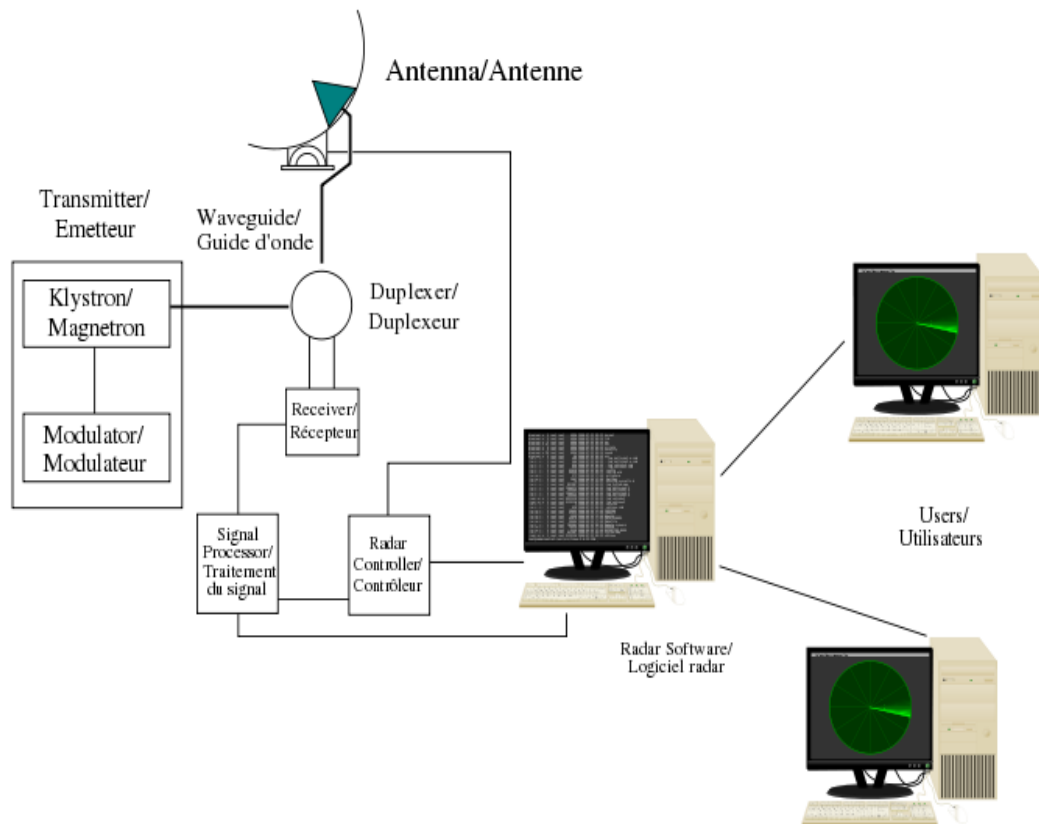 Antenna/Antenne
Transmitter/
Emetteur
Waveguide/
Guide d'onde
Klystron/
Magnetron
Duplexer/
Duplexeur
Modulator/
Modulateur
Receiver/
Récepteur
Signal
Processor/
Traitement
du signal
Radar
Controller/
Contrôleur
Users/
Utilisateurs
Radar Software/
Logiciel radar